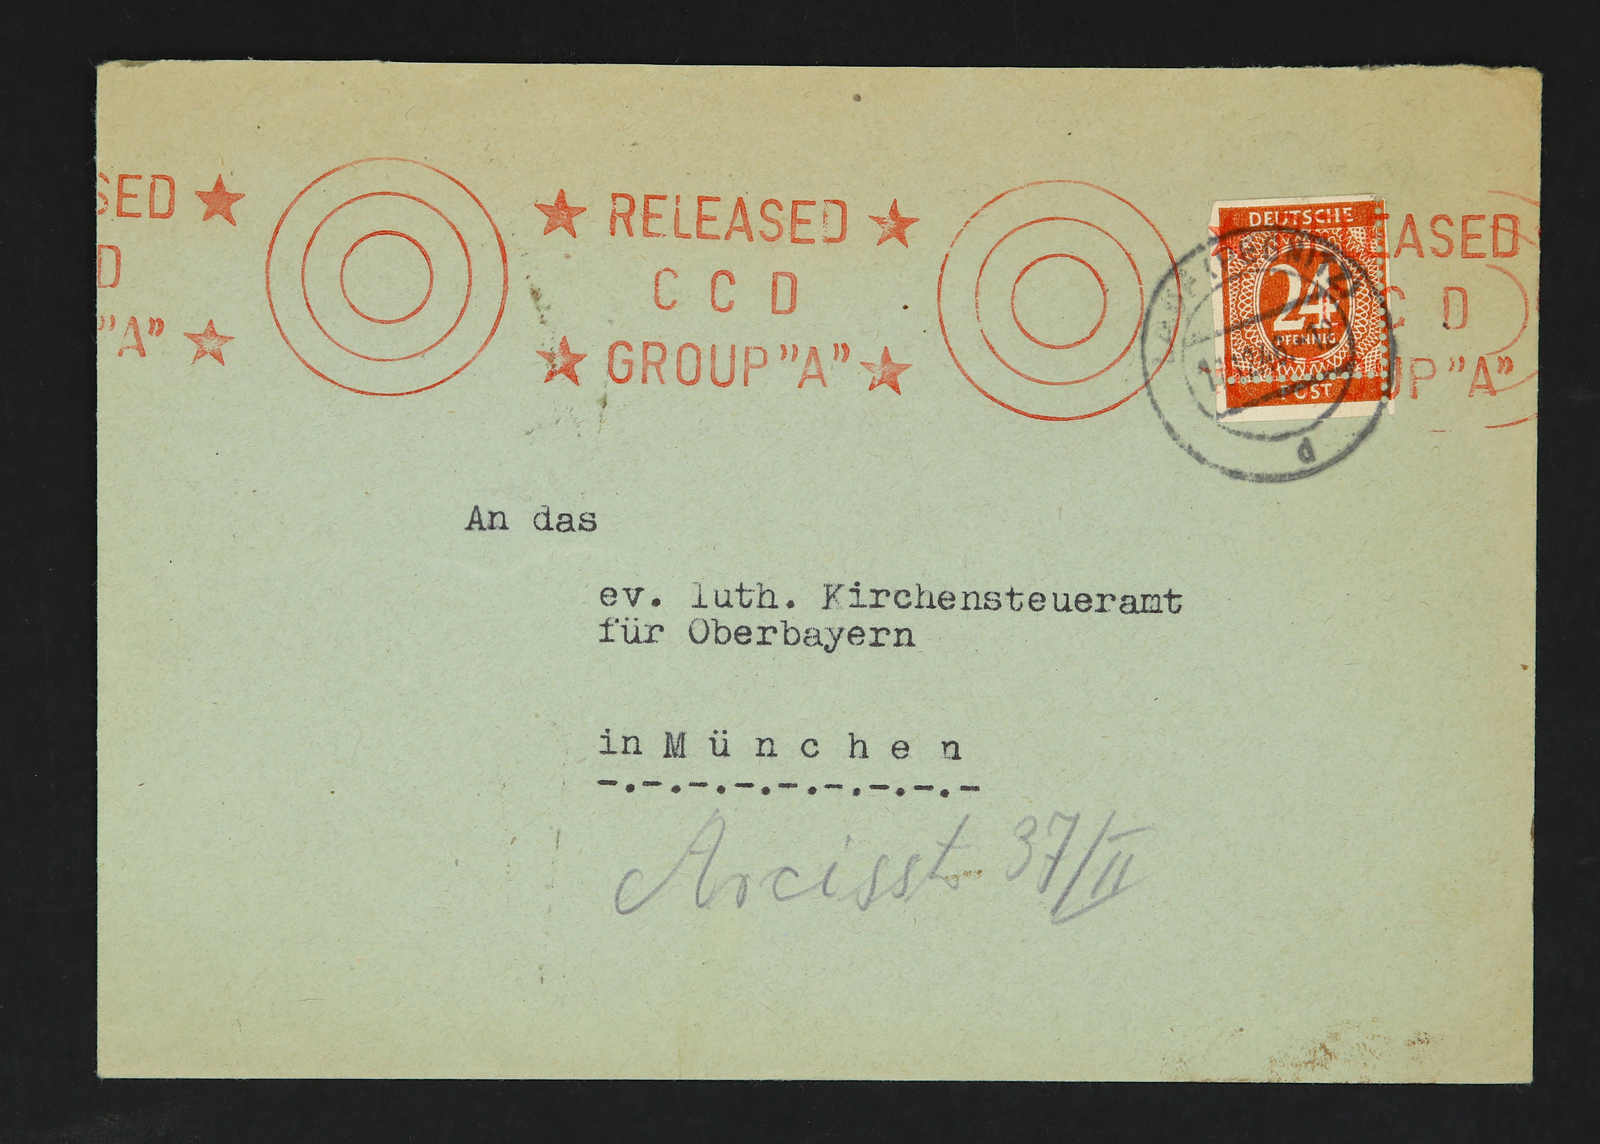 SED ★ ★ RELEASED ★ EASED
D C C D C D
"A" ★ ★ GROUP "A" ★ UP "A"
DEUTSCHE
24
PFENNIG
POST
d
An das
ev. luth. Kirchensteueramt
für Oberbayern
in M ü n c h e n
-.-.-.-.-.-.-.-.-
Arcisstr 37/II